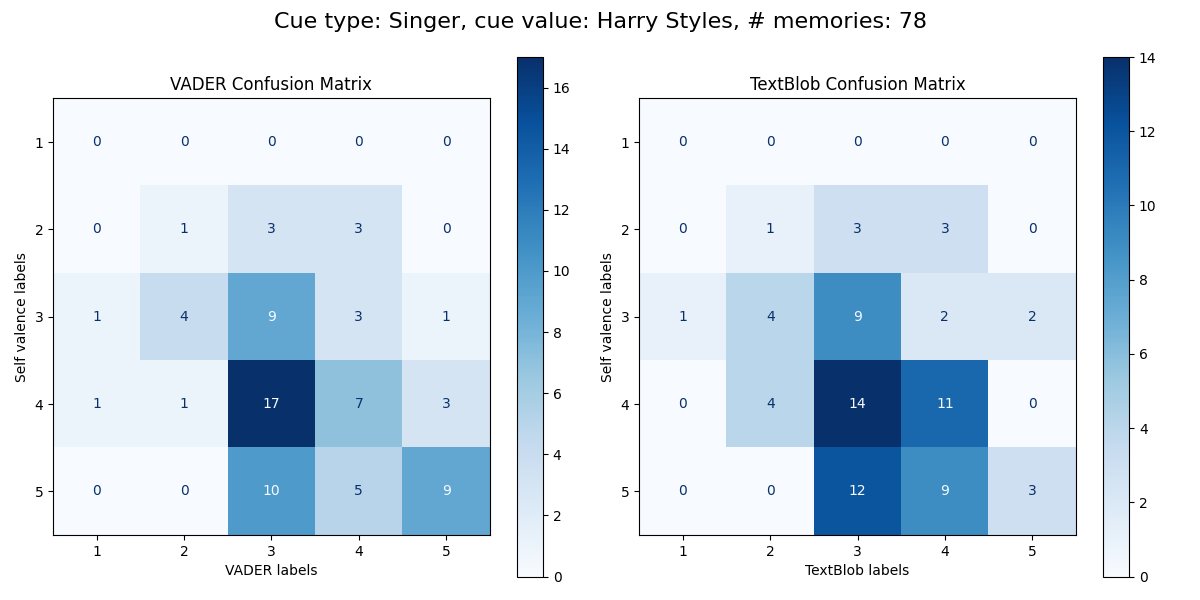 Cue type: Singer, cue value: Harry Styles, # memories: 78
VADER Confusion Matrix
Self valence labels
1 0 0 0 0 0
2 0 1 3 3 0
3 1 4 9 3 1
4 1 1 17 7 3
5 0 0 10 5 9
1 2 3 4 5
VADER labels
16
14
12
10
8
6
4
2
0
TextBlob Confusion Matrix
Self valence labels
1 0 0 0 0 0
2 0 1 3 3 0
3 1 4 9 2 2
4 0 4 14 11 0
5 0 0 12 9 3
1 2 3 4 5
TextBlob labels
14
12
10
8
6
4
2
0